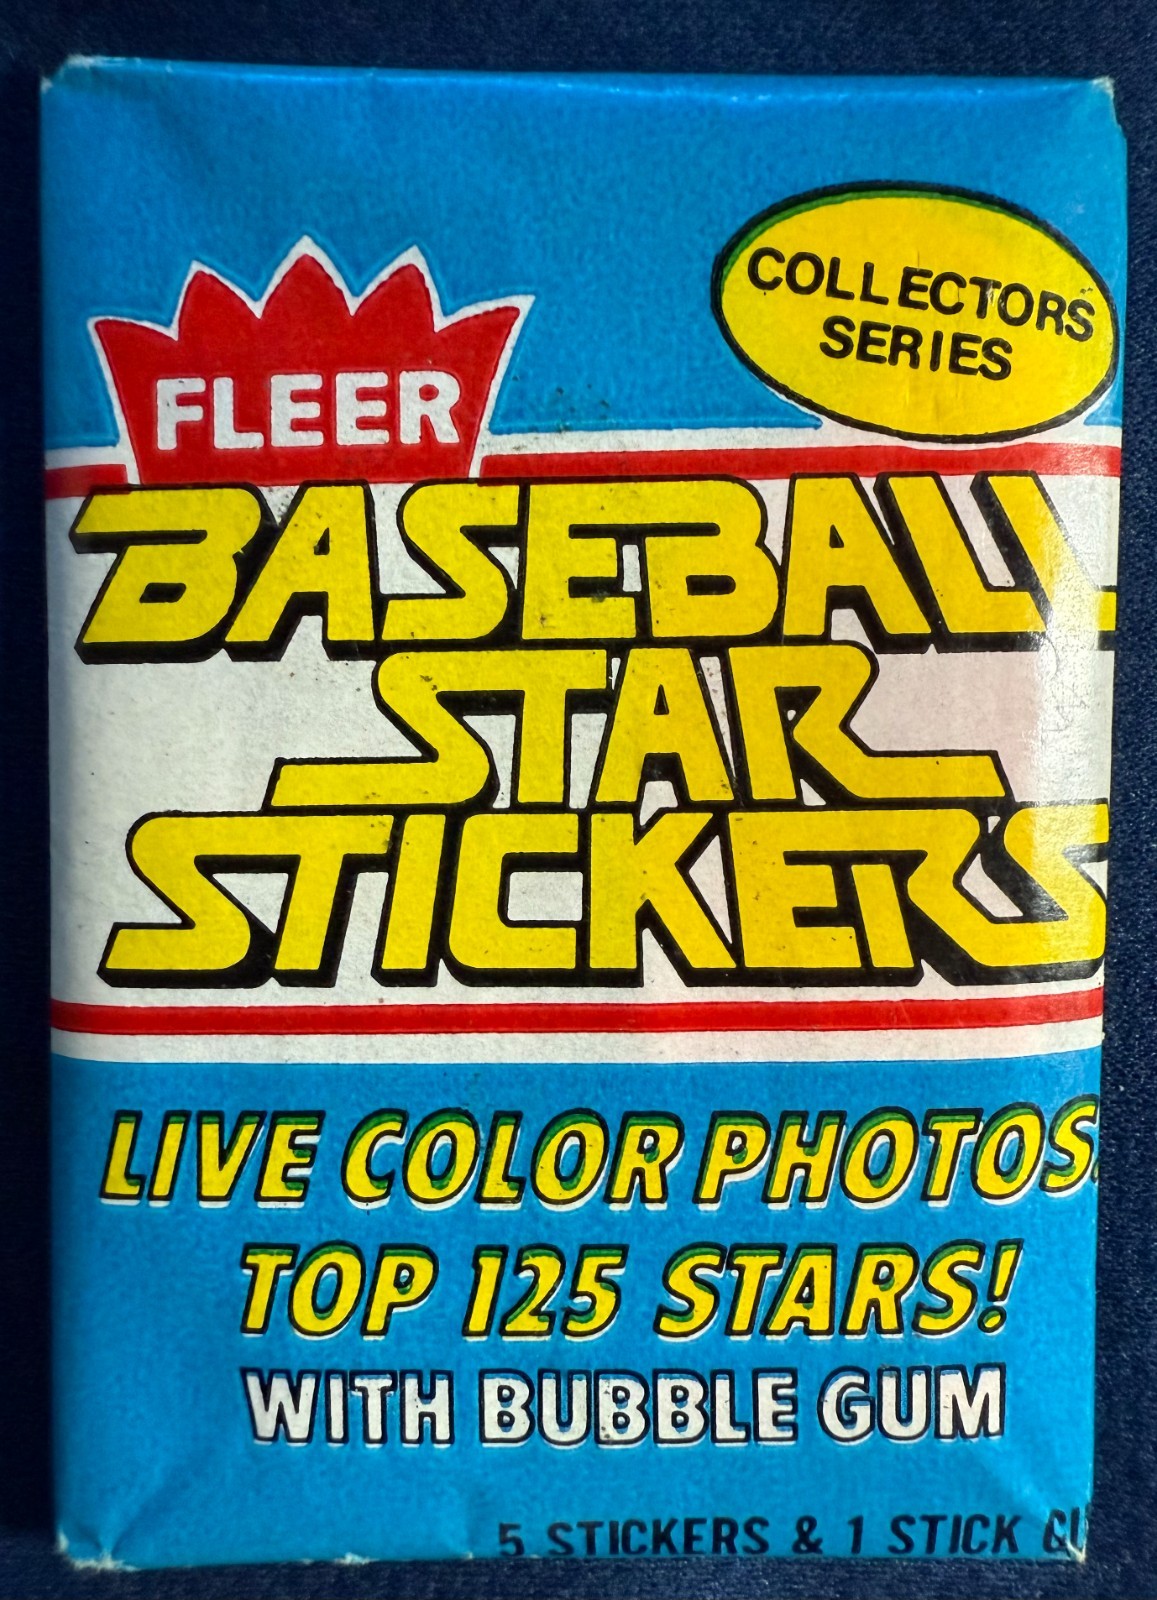 COLLECTORS
SERIES
FLEER
BASEBALL
STAR
STICKERS
LIVE COLOR PHOTOS
TOP 125 STARS!
WITH BUBBLE GUM
5 STICKERS & 1 STICK